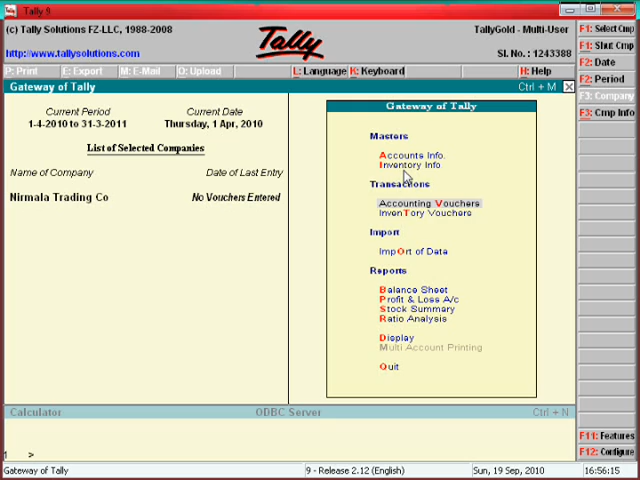 Tally 9
(c) Tally Solutions FZ-LLC, 1988-2008
http://www.tallysolutions.com
Tally
TallyGold - Multi-User
Sl. No. : 1243388
P: Print E: Export M: E-Mail O: Upload L: Language K: Keyboard H: Help
Gateway of Tally Ctrl + M
Current Period Current Date
1-4-2010 to 31-3-2011 Thursday, 1 Apr, 2010
List of Selected Companies
Name of Company Date of Last Entry
Nirmala Trading Co No Vouchers Entered
Gateway of Tally
Masters
Accounts Info.
Inventory Info
Transactions
Accounting Vouchers
InvenTory Vouchers
Import
ImpOrt of Data
Reports
Balance Sheet
Profit & Loss A/c
Stock Summary
Ratio Analysis
Display
Multi Account Printing
Quit
F1: Select Cmp
F1: Shut Cmp
F2: Date
F2: Period
F3: Company
F3: Cmp Info
F11: Features
F12: Configure
Calculator ODBC Server Ctrl + N
1 >
Gateway of Tally 9 - Release 2.12 (English) Sun, 19 Sep, 2010 16:56:15